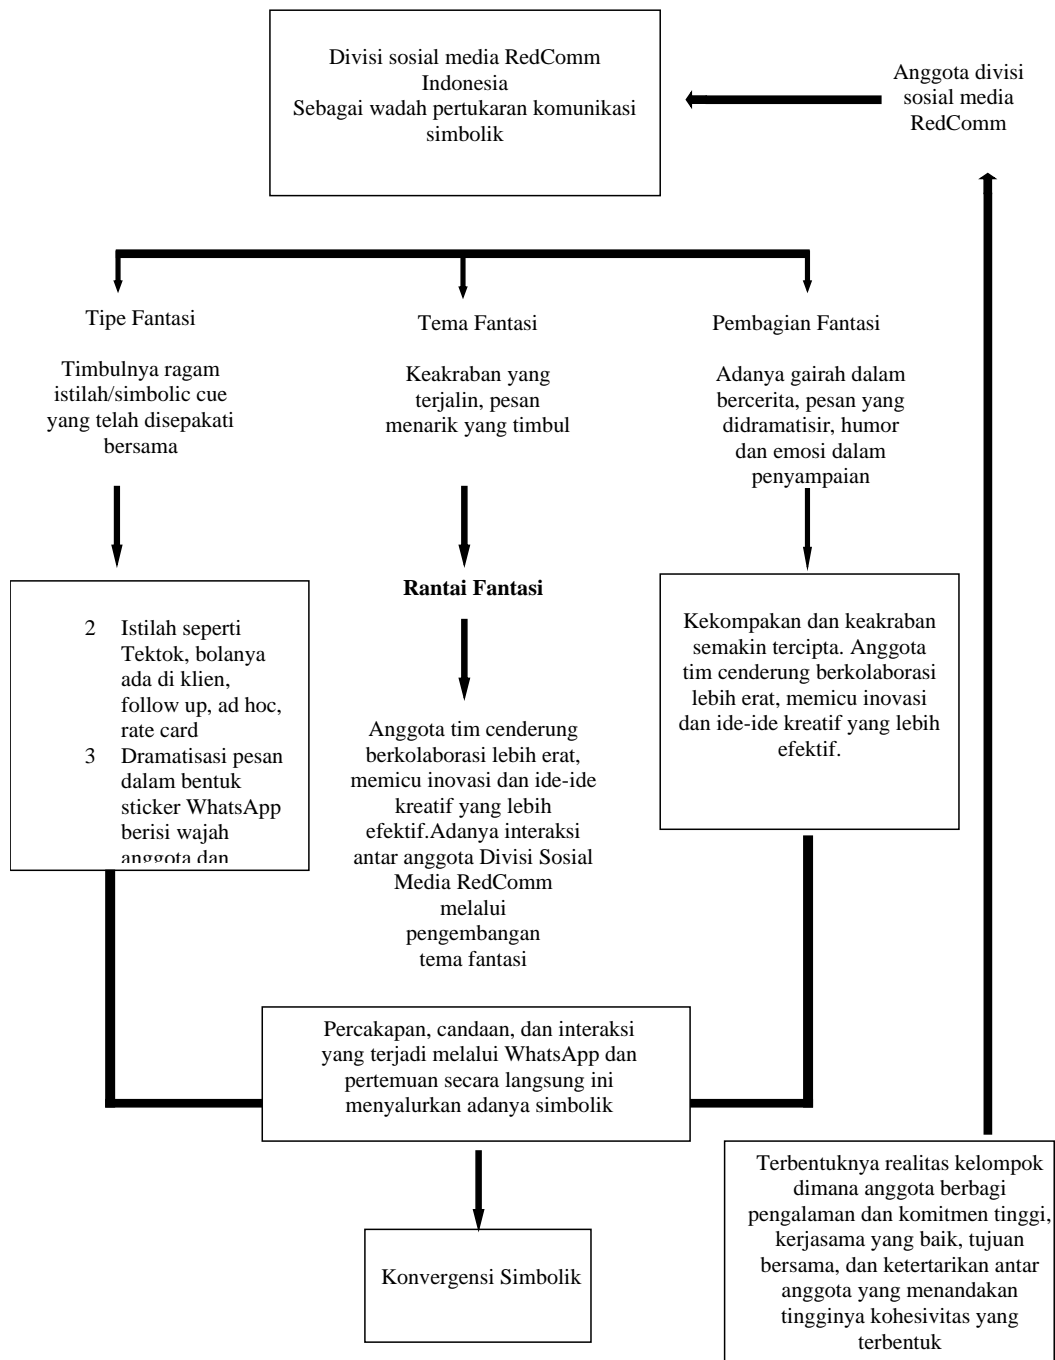 Divisi sosial media RedComm
Indonesia
Sebagai wadah pertukaran komunikasi
simbolik
Anggota divisi
sosial media
RedComm
Tipe Fantasi
Timbulnya ragam
istilah/simbolic cue
yang telah disepakati
bersama
Tema Fantasi
Keakraban yang
terjalin, pesan
menarik yang timbul
Pembagian Fantasi
Adanya gairah dalam
bercerita, pesan yang
didramatisir, humor
dan emosi dalam
penyampaian
2 Istilah seperti
Tektok, bolanya
ada di klien,
follow up, ad hoc,
rate card
3 Dramatisasi pesan
dalam bentuk
sticker WhatsApp
berisi wajah
anggota dan
Rantai Fantasi
Anggota tim cenderung
berkolaborasi lebih erat,
memicu inovasi dan ide-ide
kreatif yang lebih
efektif.Adanya interaksi
antar anggota Divisi Sosial
Media RedComm
melalui
pengembangan
tema fantasi
Kekompakan dan keakraban
semakin tercipta. Anggota
tim cenderung berkolaborasi
lebih erat, memicu inovasi
dan ide-ide kreatif yang lebih
efektif.
Percakapan, candaan, dan interaksi
yang terjadi melalui WhatsApp dan
pertemuan secara langsung ini
menyalurkan adanya simbolik
Konvergensi Simbolik
Terbentuknya realitas kelompok
dimana anggota berbagi
pengalaman dan komitmen tinggi,
kerjasama yang baik, tujuan
bersama, dan ketertarikan antar
anggota yang menandakan
tingginya kohesivitas yang
terbentuk